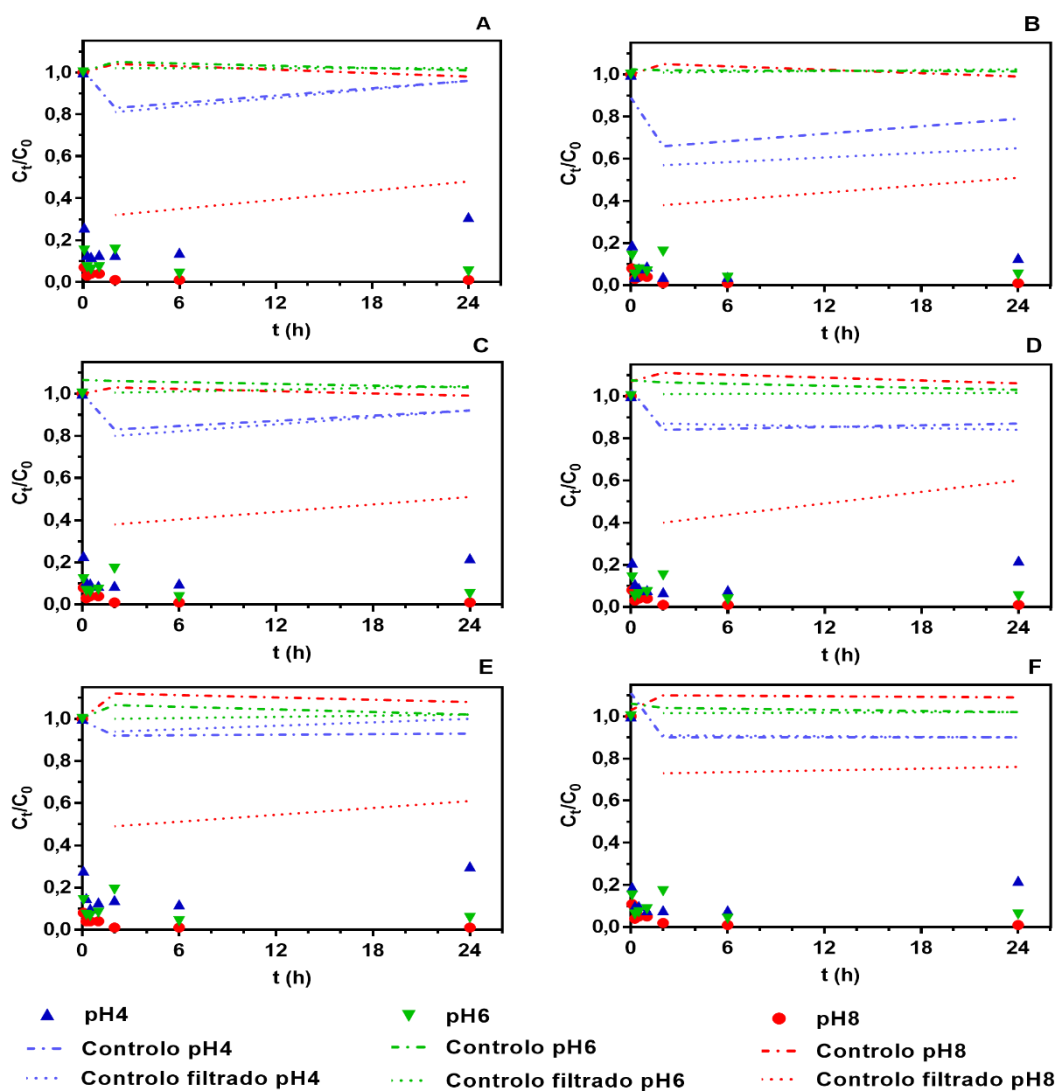 A
B
1,0
0,8
0,6
0,4
0,2
0,0
Ct/C0
0 6 12 18 24
t (h)
1,0
0,8
0,6
0,4
0,2
0,0
Ct/C0
0 6 12 18 24
t (h)
C
D
1,0
0,8
0,6
0,4
0,2
0,0
Ct/C0
0 6 12 18 24
t (h)
1,0
0,8
0,6
0,4
0,2
0,0
Ct/C0
0 6 12 18 24
t (h)
E
F
1,0
0,8
0,6
0,4
0,2
0,0
Ct/C0
0 6 12 18 24
t (h)
1,0
0,8
0,6
0,4
0,2
0,0
Ct/C0
0 6 12 18 24
t (h)
pH4 pH6 pH8
Controlo pH4 Controlo pH6 Controlo pH8
Controlo filtrado pH4 Controlo filtrado pH6 Controlo filtrado pH8